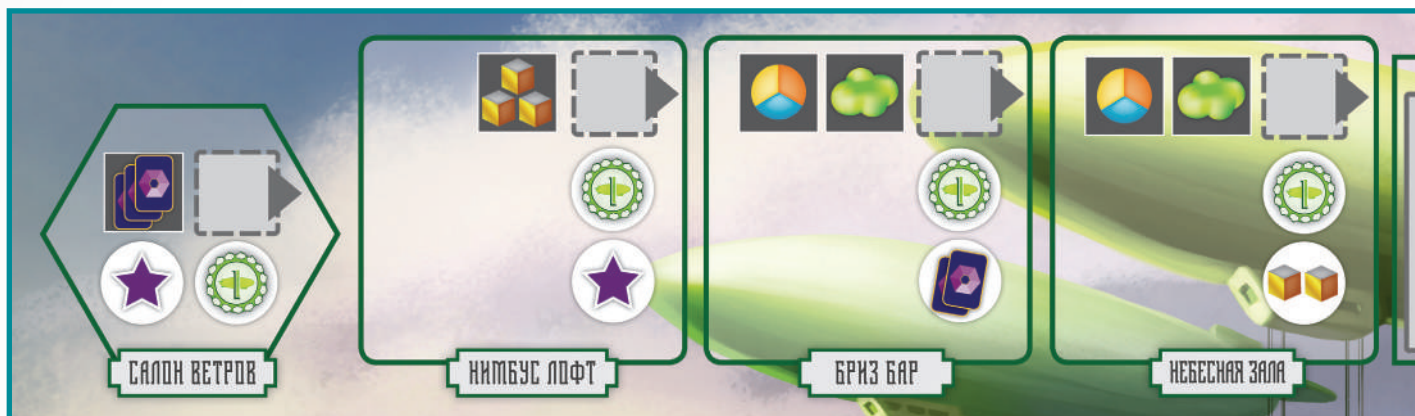 САЛОН ВЕТРОВ
НИМБУС ЛОФТ
БРИЗ БАР
НЕБЕСНАЯ ЗАЛА